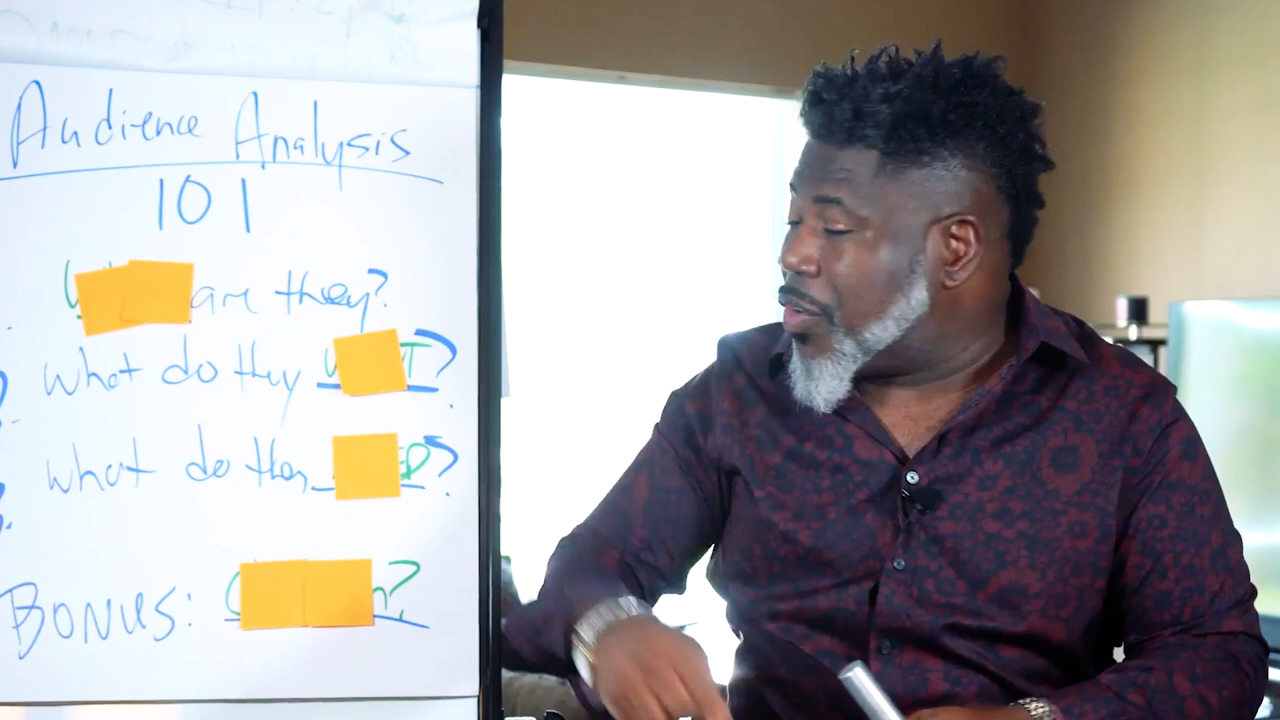 Audience Analysis
101
are they?
What do they ?
What do they ?
BONUS: ?